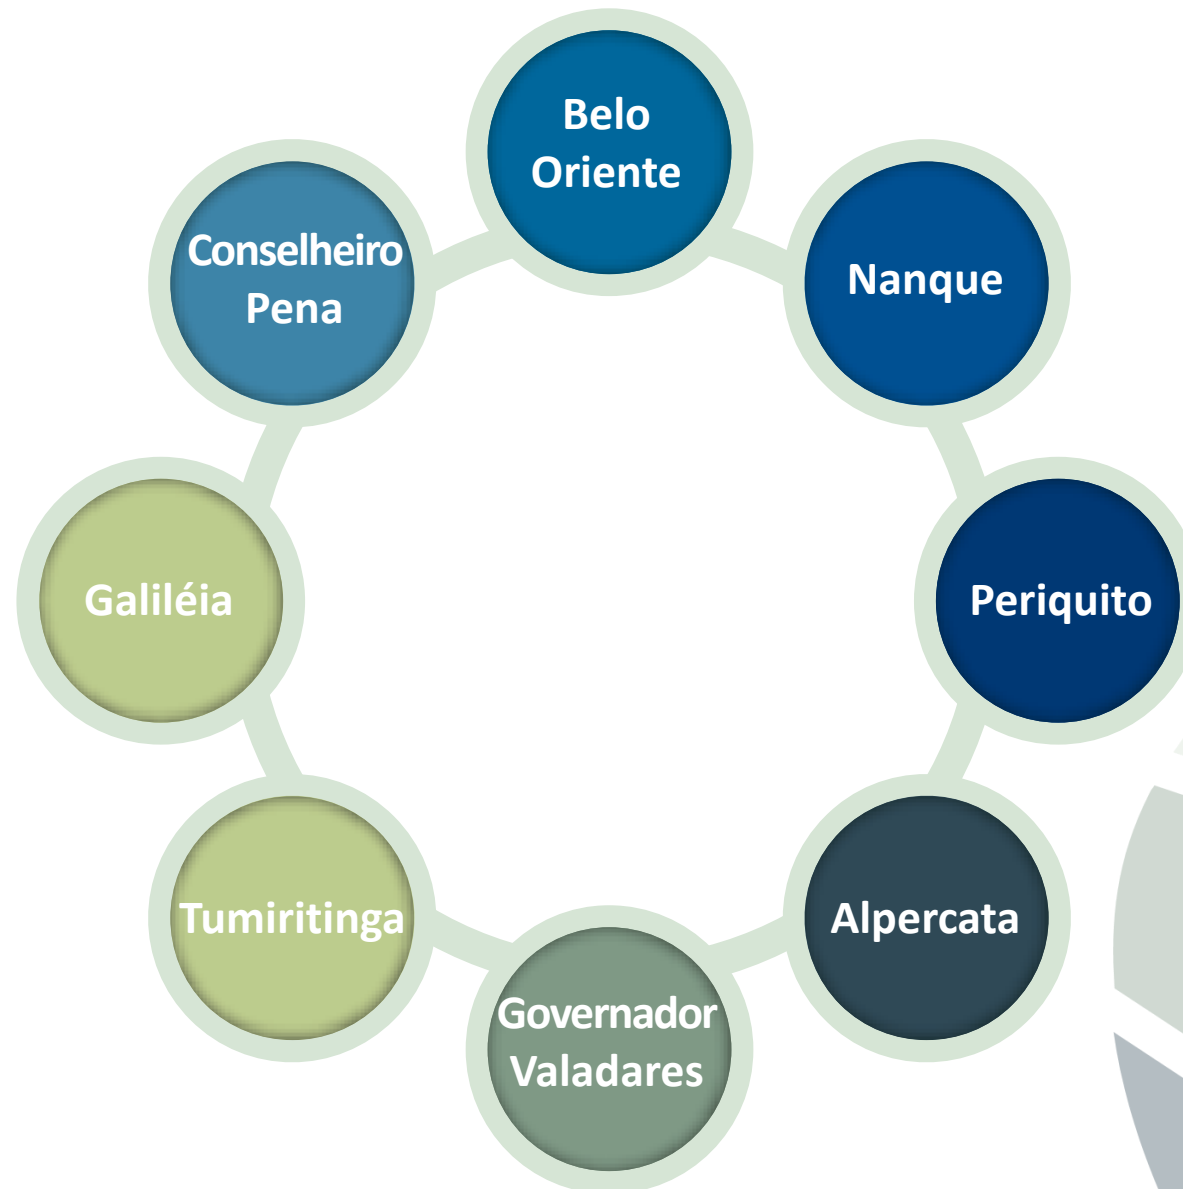 Belo
Oriente
Nanque
Periquito
Alpercata
Governador
Valadares
Tumiritinga
Galiléia
Conselheiro
Pena